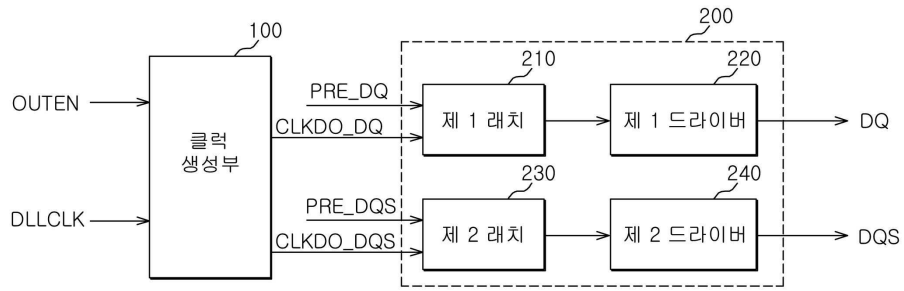 100
200
210
220
OUTEN
PRE_DQ
CLKDO_DQ
제 1 래치
제 1 드라이버
DQ
클럭
생성부
230
240
DLLCLK
PRE_DQS
CLKDO_DQS
제 2 래치
제 2 드라이버
DQS